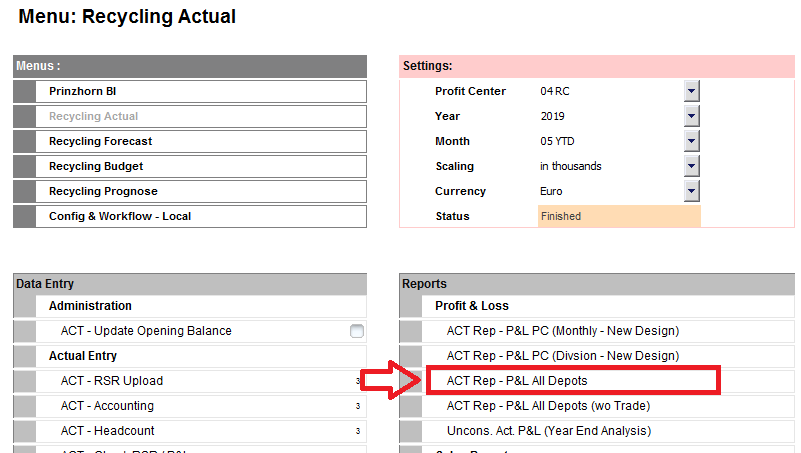 Menu: Recycling Actual
Menus :
Prinzhorn BI
Recycling Actual
Recycling Forecast
Recycling Budget
Recycling Prognose
Config & Workflow - Local
Settings:
Profit Center 04 RC
Year 2019
Month 05 YTD
Scaling in thousands
Currency Euro
Status Finished
Data Entry
Administration
ACT - Update Opening Balance
Actual Entry
ACT - RSR Upload 3
ACT - Accounting 3
ACT - Headcount 3
Reports
Profit & Loss
ACT Rep - P&L PC (Monthly - New Design)
ACT Rep - P&L PC (Divsion - New Design)
ACT Rep - P&L All Depots
ACT Rep - P&L All Depots (wo Trade)
Uncons. Act. P&L (Year End Analysis)